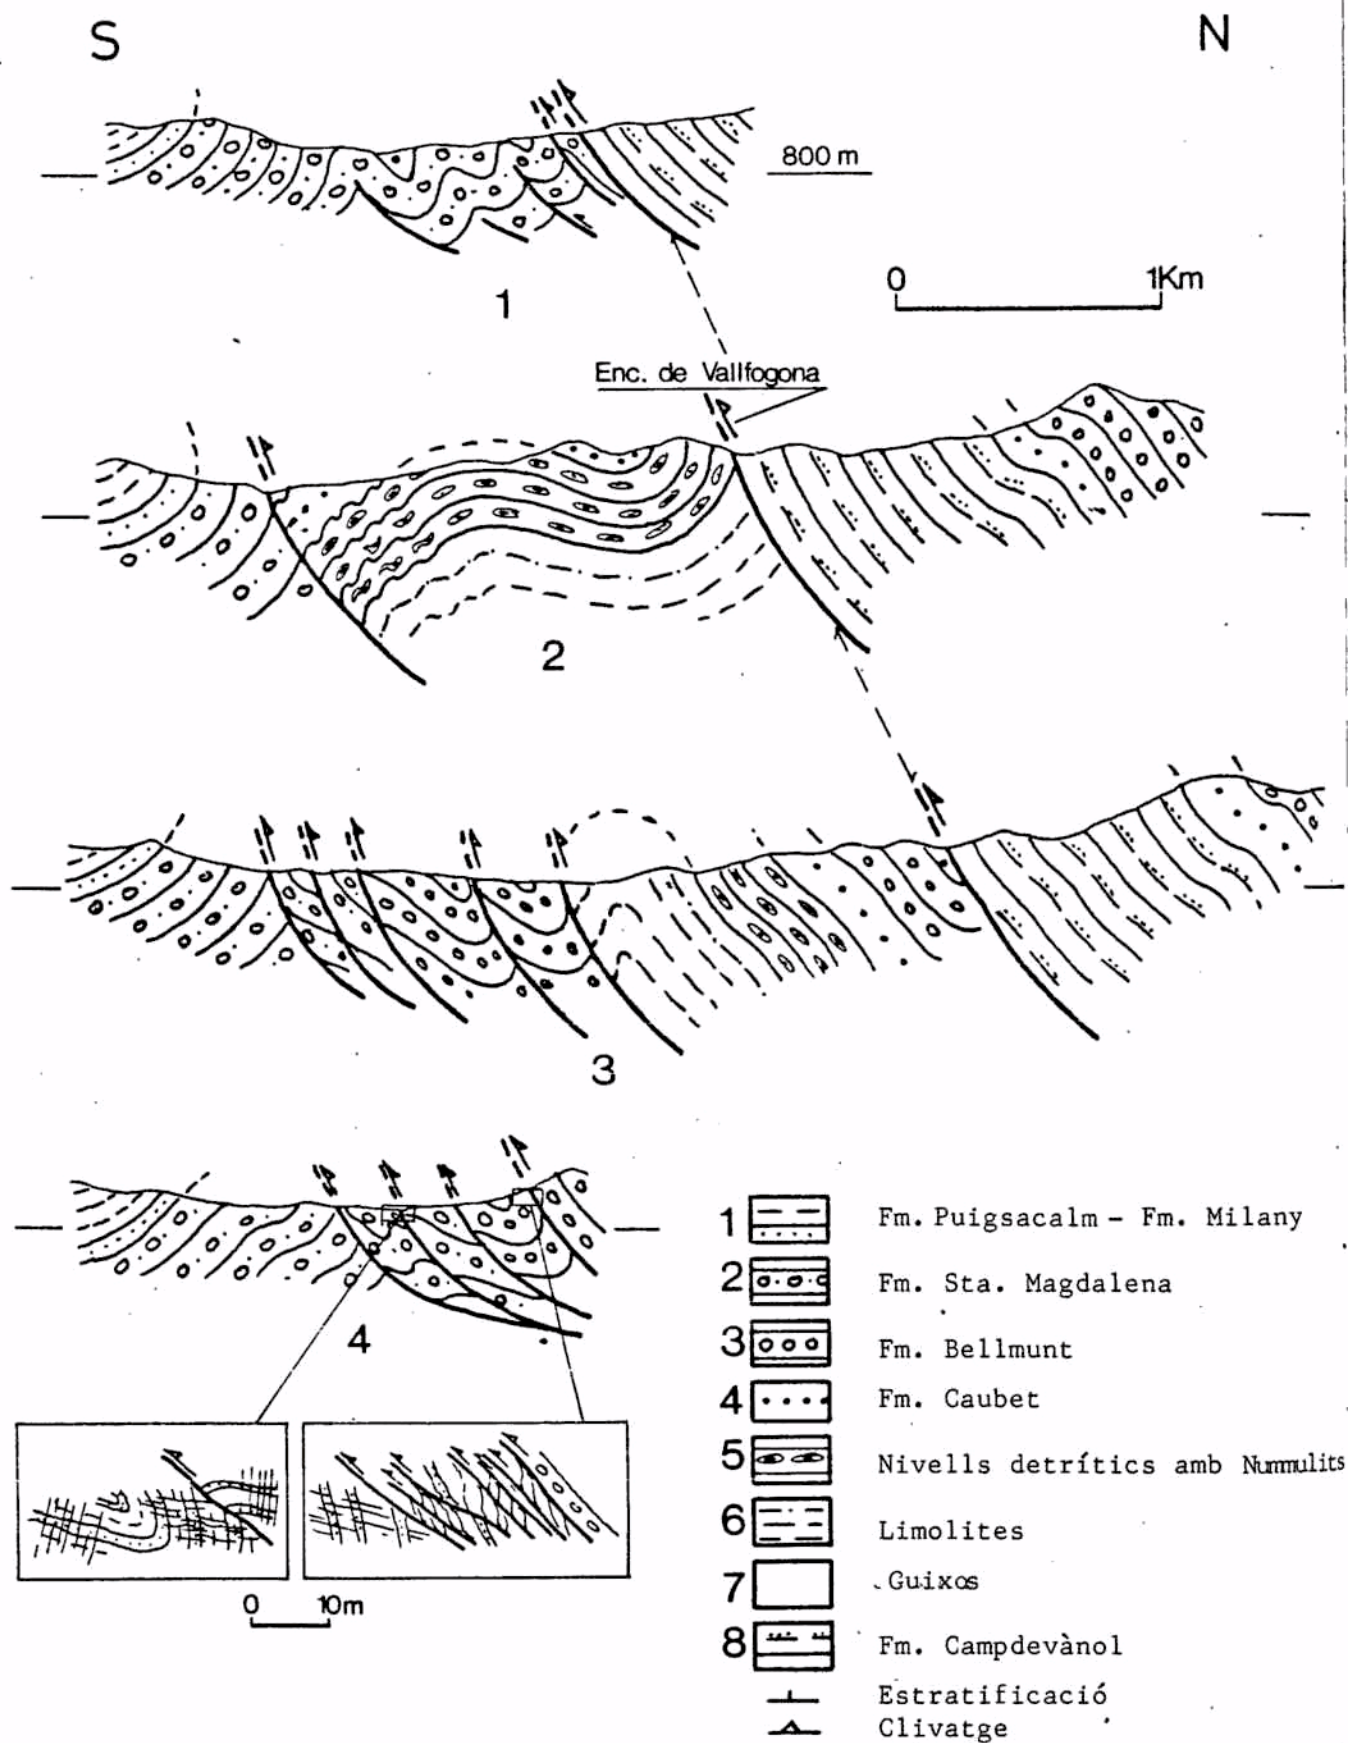 S
N
800 m
1
0 1Km
Enc. de Vallfogona
2
3
4
0 10m
1 Fm. Puigsacalm - Fm. Milany
2 Fm. Sta. Magdalena
3 Fm. Bellmunt
4 Fm. Caubet
5 Nivells detrítics amb Nummulits
6 Limolites
7 Guixos
8 Fm. Campdevànol
Estratificació
Clivatge